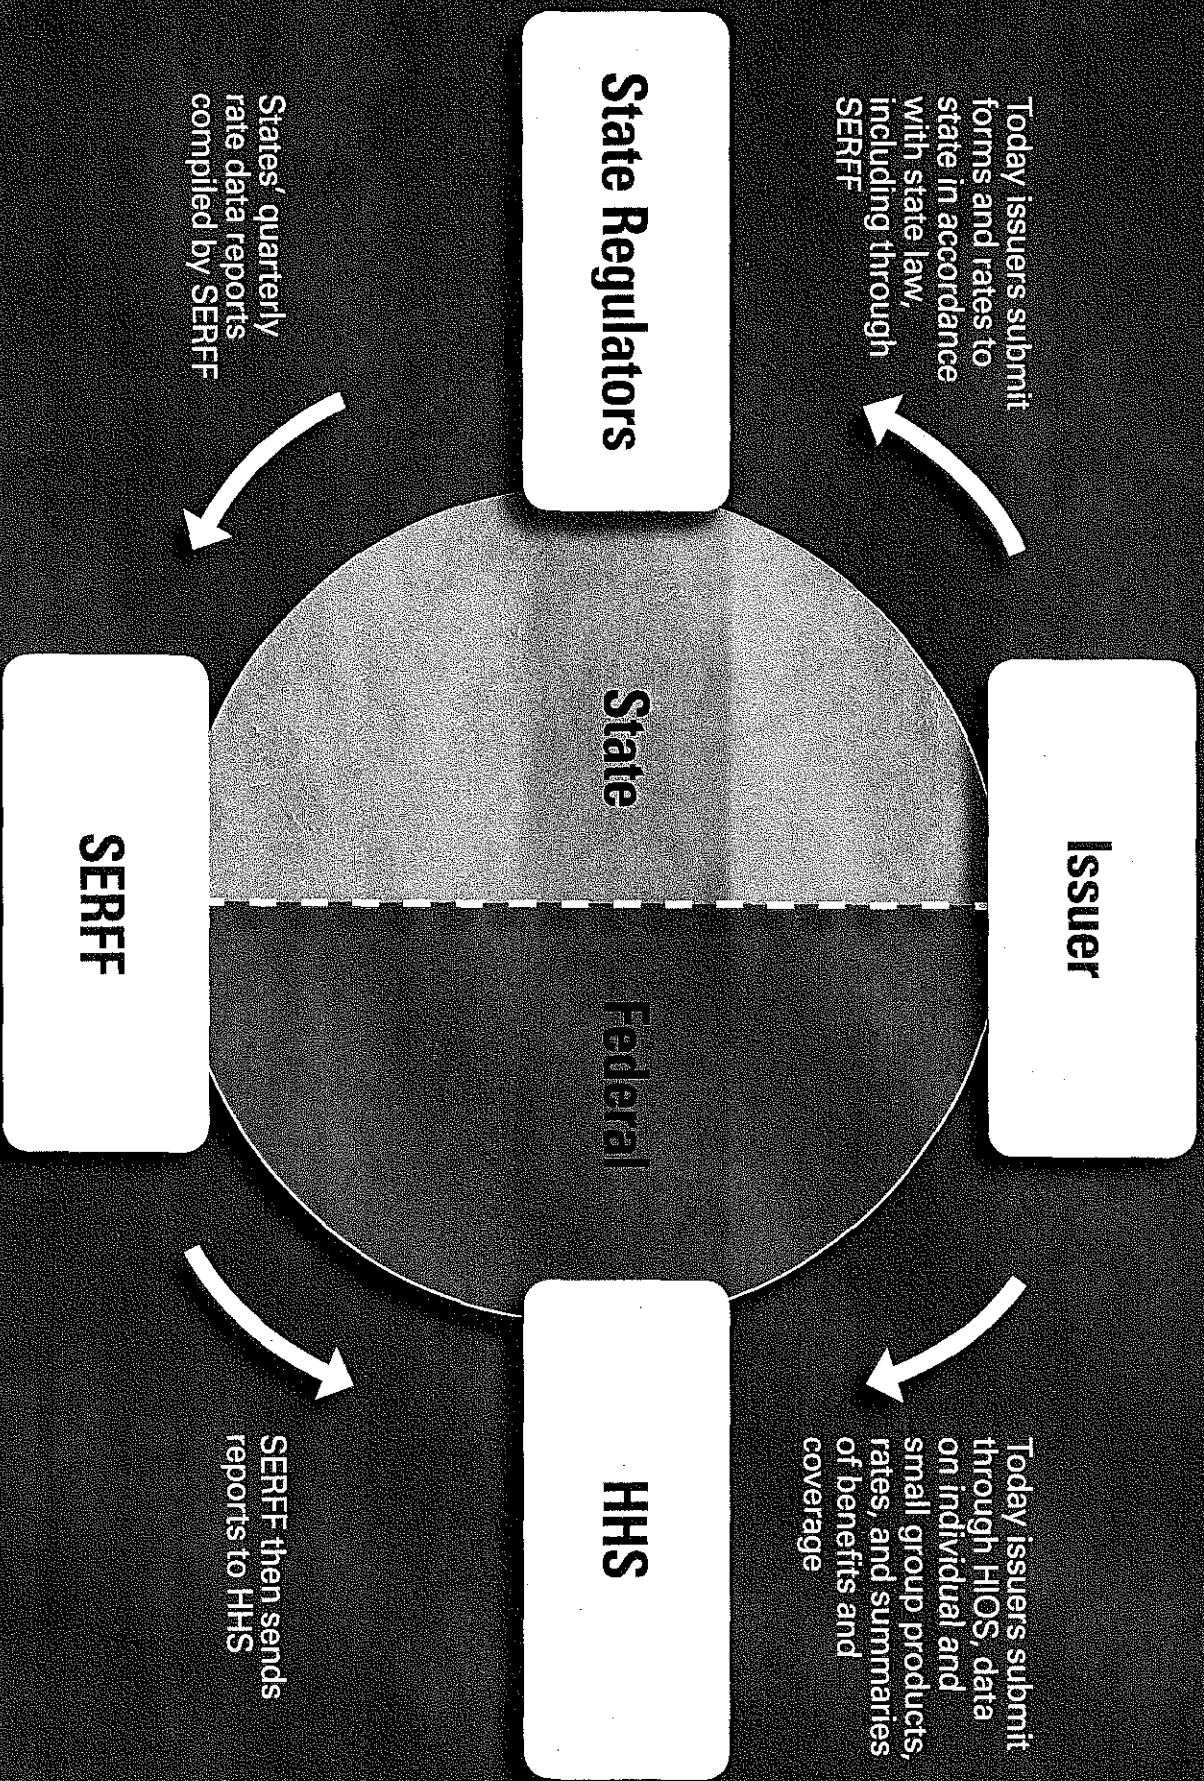 Issuer
Today issuers submit
forms and rates to
state in accordance
with state law,
including through
SERFF
Today issuers submit
through HIOS, data
on individual and
small group products,
rates, and summaries
of benefits and
coverage
State Regulators
State
Federal
HHS
States' quarterly
rate data reports
compiled by SERFF
SERFF then sends
reports to HHS
SERFF